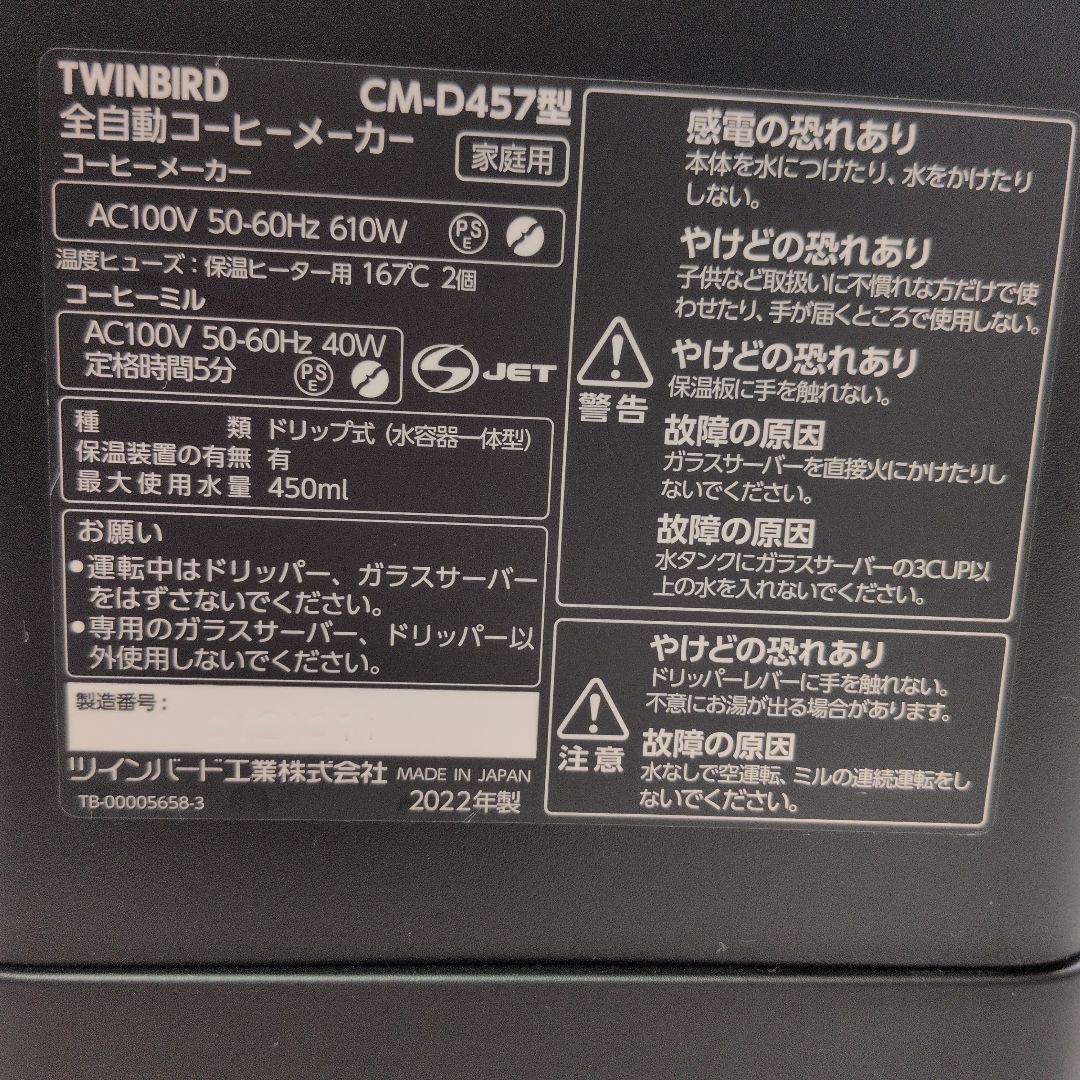 TWINBIRD
CM-D457型
全自動コーヒーメーカー
家庭用
コーヒーメーカー
AC100V 50-60Hz 610W
PS
E
温度ヒューズ：保温ヒーター用 167℃ 2個
コーヒーミル
AC100V 50-60Hz 40W
定格時間5分
PS
E
JET
種類 ドリップ式（水容器一体型）
保温装置の有無 有
最大使用水量 450ml
お願い
●運転中はドリッパー、ガラスサーバー
をはずさないでください。
●専用のガラスサーバー、ドリッパー以
外使用しないでください。
製造番号：
ツインバード工業株式会社 MADE IN JAPAN
TB-00005658-3
2022年製
警告
感電の恐れあり
本体を水につけたり、水をかけたり
しない。
やけどの恐れあり
子供など取扱いに不慣れな方だけで使
わせたり、手が届くところで使用しない。
やけどの恐れあり
保温板に手を触れない。
故障の原因
ガラスサーバーを直接火にかけたりし
ないでください。
故障の原因
水タンクにガラスサーバーの3CUP以
上の水を入れないでください。
注意
やけどの恐れあり
ドリッパーレバーに手を触れない。
不意にお湯が出る場合があります。
故障の原因
水なしで空運転、ミルの連続運転をし
ないでください。